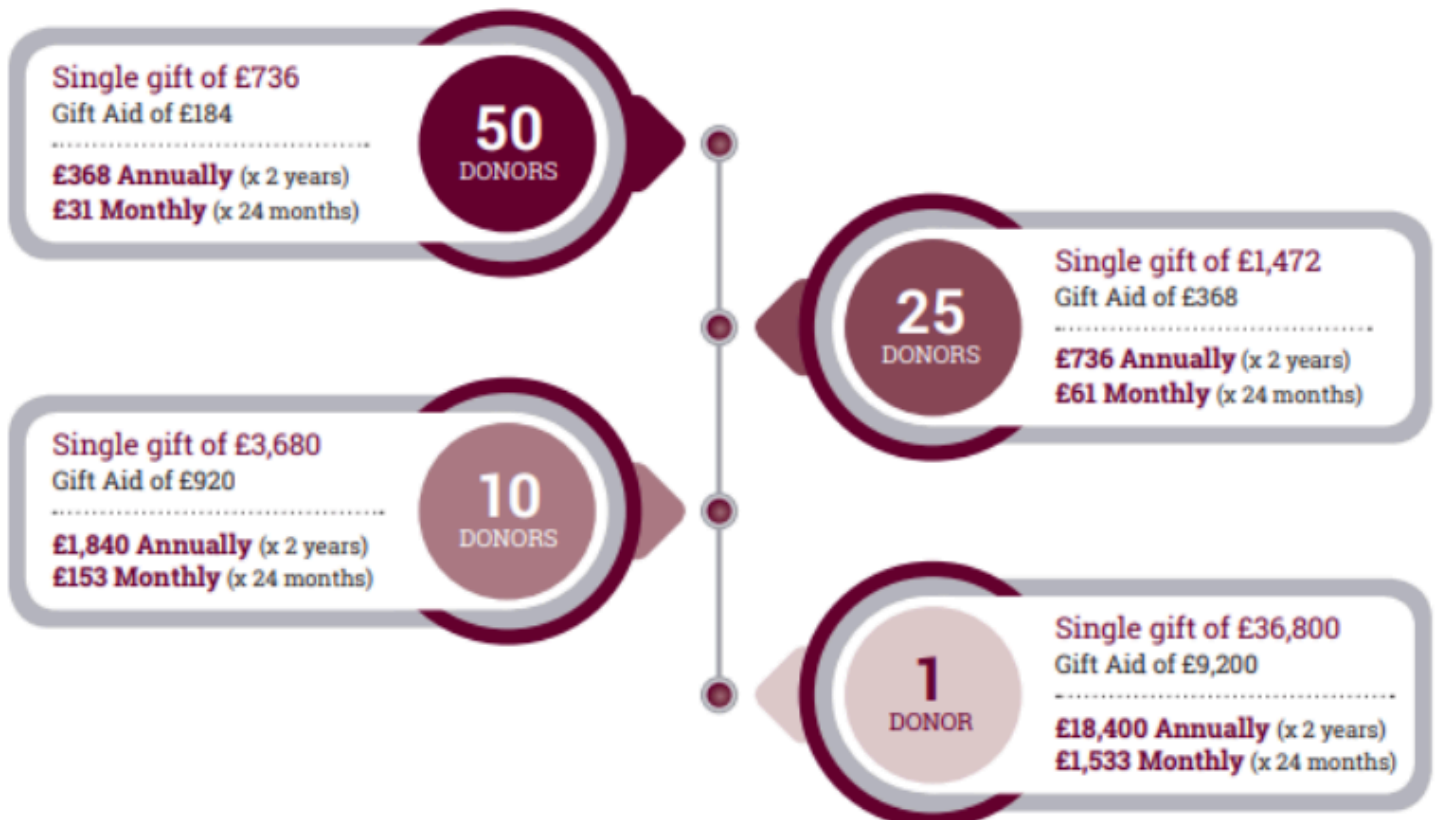 Single gift of £736
Gift Aid of £184
£368 Annually (x 2 years)
£31 Monthly (x 24 months)
50
DONORS
Single gift of £1,472
Gift Aid of £368
£736 Annually (x 2 years)
£61 Monthly (x 24 months)
25
DONORS
Single gift of £3,680
Gift Aid of £920
£1,840 Annually (x 2 years)
£153 Monthly (x 24 months)
10
DONORS
Single gift of £36,800
Gift Aid of £9,200
£18,400 Annually (x 2 years)
£1,533 Monthly (x 24 months)
1
DONOR